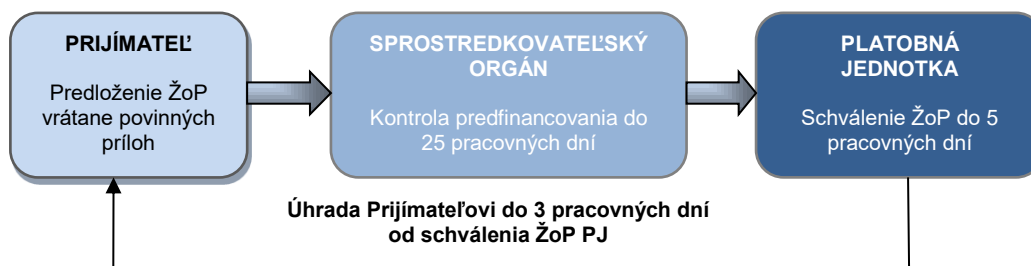 PRIJÍMATEĽ
Predloženie ŽoP
vrátane povinných
príloh
SPROSTREDKOVATEĽSKÝ
ORGÁN
Kontrola predfinancovania do
25 pracovných dní
PLATOBNÁ
JEDNOTKA
Schválenie ŽoP do 5
pracovných dní
Úhrada Prijímateľovi do 3 pracovných dní
od schválenia ŽoP PJ